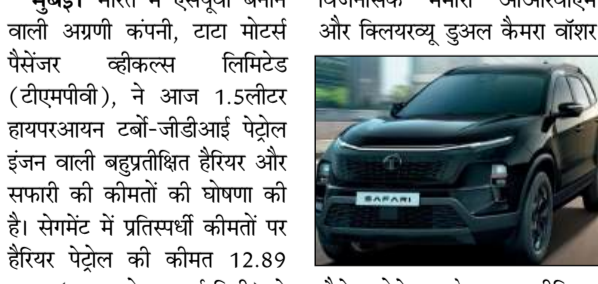 मुंबई। भारत में एसयूवी बनाने
वाली अग्रणी कंपनी, टाटा मोटर्स
पैसेंजर व्हीकल्स लिमिटेड
(टीएमपीवी), ने आज 1.5लीटर
हायपरआयन टर्बो-जीडीआई पेट्रोल
इंजन वाली बहुप्रतीक्षित हैरियर और
सफारी की कीमतों की घोषणा की
है। सेगमेंट में प्रतिस्पर्धी कीमतों पर
हैरियर पेट्रोल की कीमत 12.89
और क्लियरव्यू डुअल कैमरा वॉशर
SAFARI